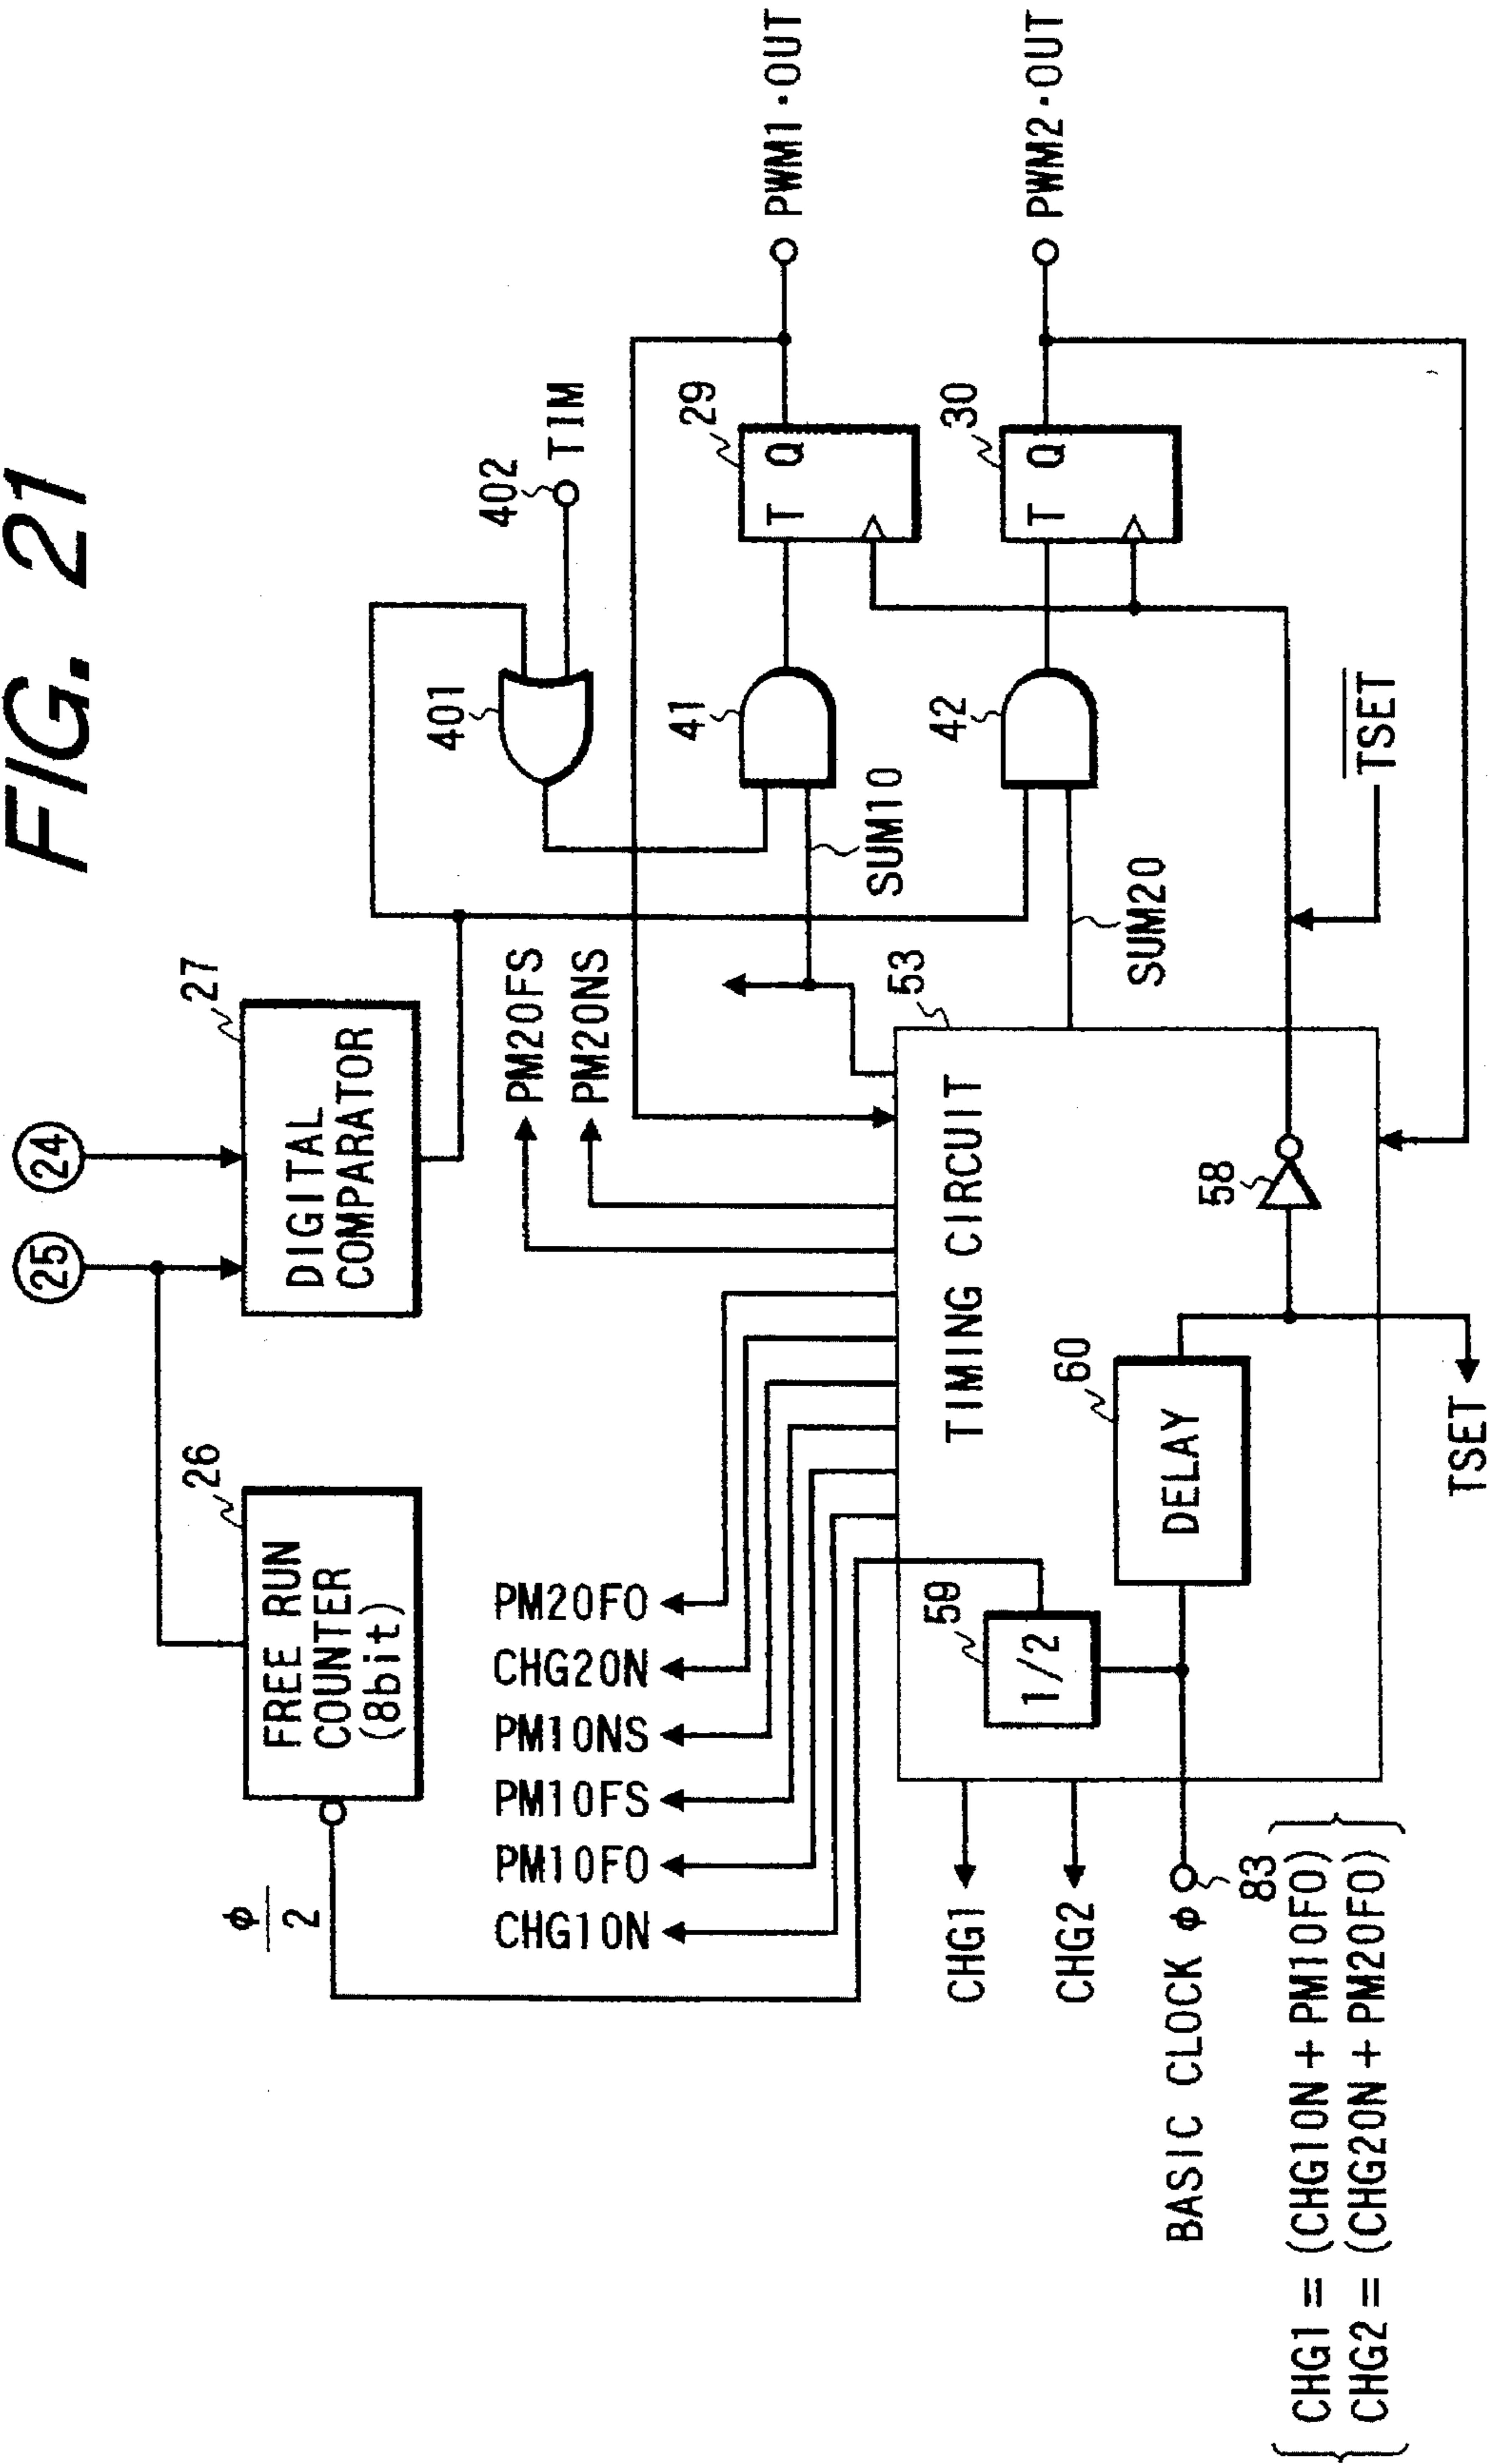 FIG. 21
25
24
26
27
FREE RUN
COUNTER
(8bit)
DIGITAL
COMPARATOR
φ
2
402
TIM
401
PM20FS
PM20NS
PM20FO
CHG20N
PM10NS
PM10FS
PM10FO
CHG10N
41
29
T Q
PWM1·OUT
SUM10
53
42
30
T Q
PWM2·OUT
SUM20
TIMING CIRCUIT
59
1/2
60
DELAY
58
TSET
CHG1
CHG2
BASIC CLOCK φ
83
TSET
CHG1 = (CHG10N + PM10FO)
CHG2 = (CHG20N + PM20FO)